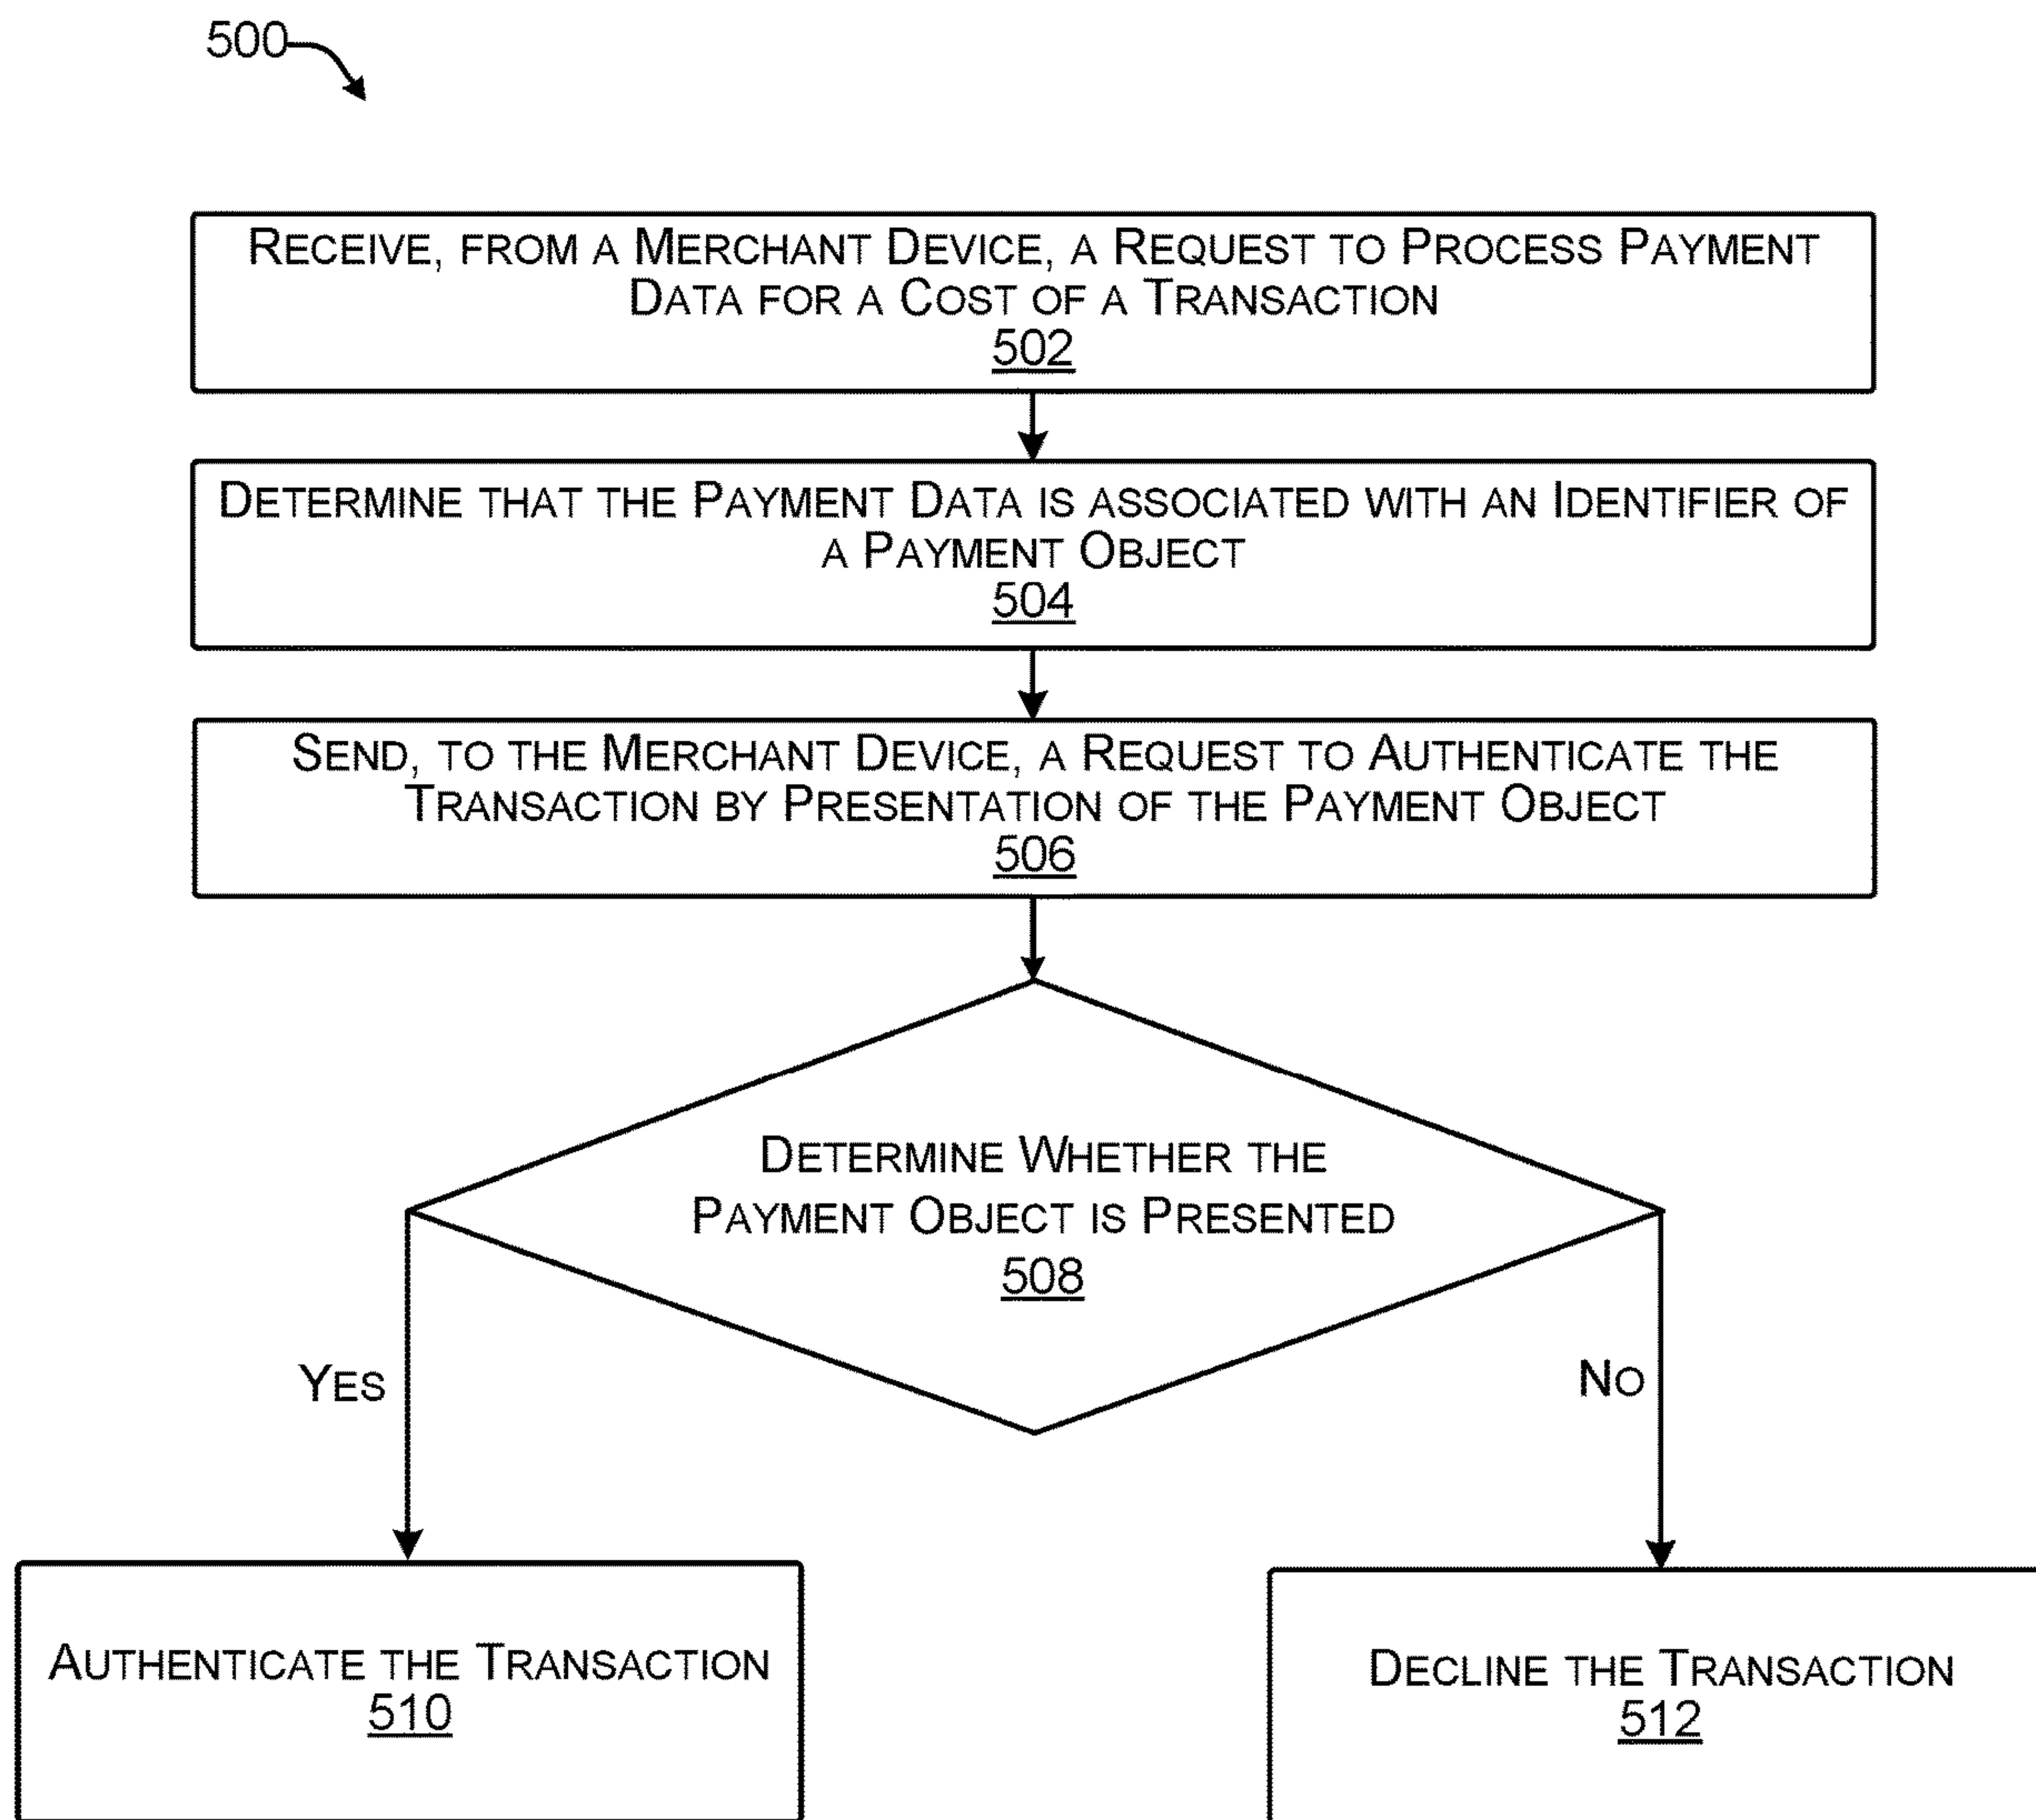 500
RECEIVE, FROM A MERCHANT DEVICE, A REQUEST TO PROCESS PAYMENT
DATA FOR A COST OF A TRANSACTION
502
DETERMINE THAT THE PAYMENT DATA IS ASSOCIATED WITH AN IDENTIFIER OF
A PAYMENT OBJECT
504
SEND, TO THE MERCHANT DEVICE, A REQUEST TO AUTHENTICATE THE
TRANSACTION BY PRESENTATION OF THE PAYMENT OBJECT
506
DETERMINE WHETHER THE
PAYMENT OBJECT IS PRESENTED
508
YES
NO
AUTHENTICATE THE TRANSACTION
510
DECLINE THE TRANSACTION
512